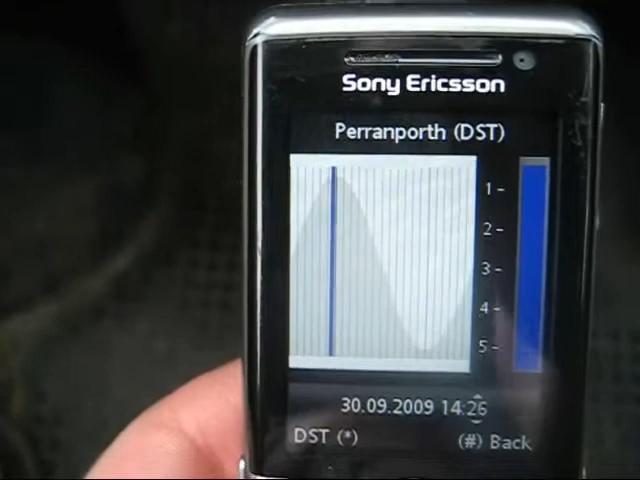 Sony Ericsson
Perranporth (DST)
1 -
2 -
3 -
4 -
5 -
30.09.2009 14:26
DST (*) (#) Back